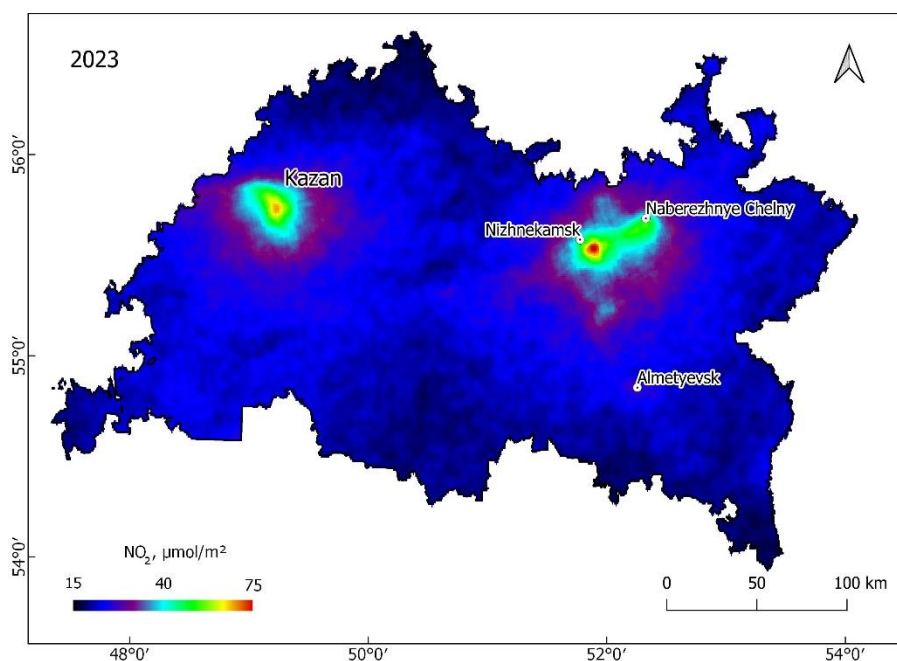 2023
56°0′
Kazan
Naberezhnye Chelny
Nizhnekamsk
55°0′
Almetyevsk
54°0′
NO₂, µmol/m²
15 40 75
0 50 100 km
48°0′ 50°0′ 52°0′ 54°0′